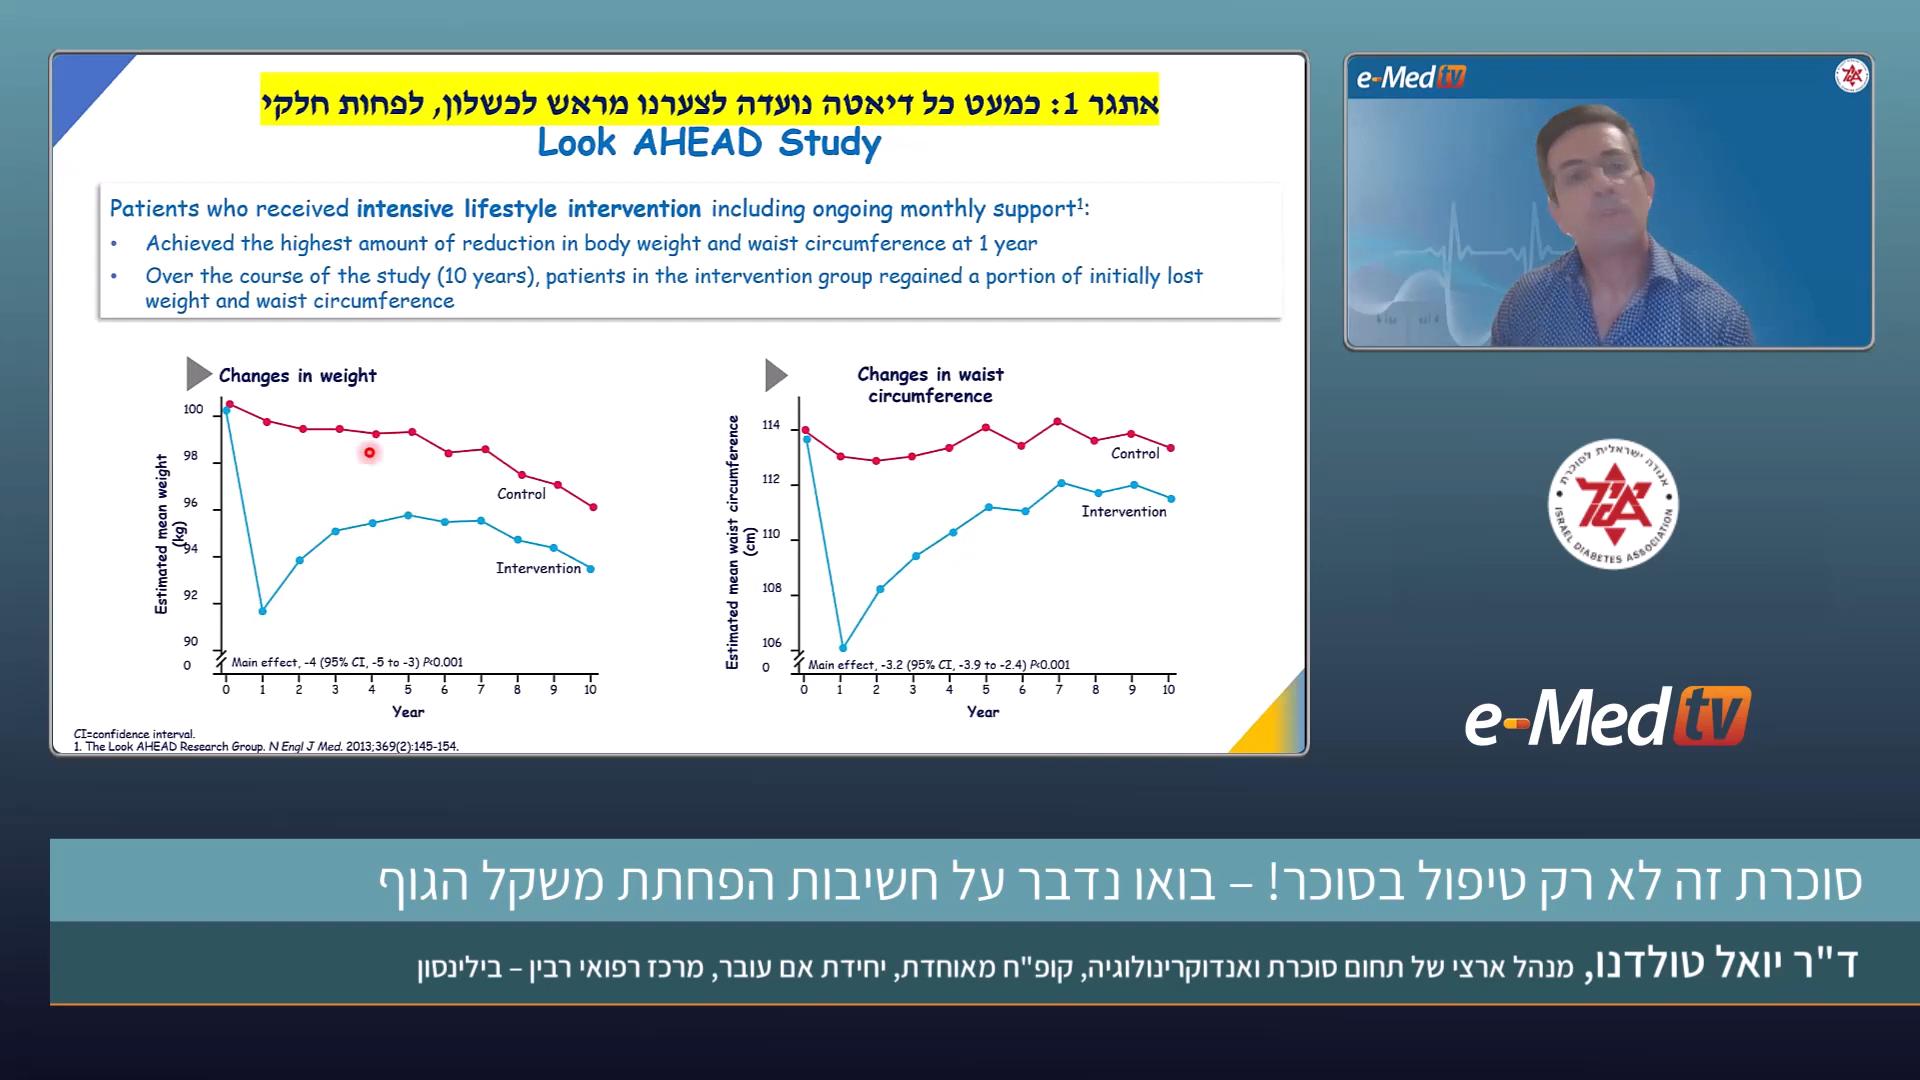 אתגר 1: כמעט כל דיאטה נועדה לצערנו מראש לכשלון, לפחות חלקי
Look AHEAD Study
Patients who received intensive lifestyle intervention including ongoing monthly support1:
• Achieved the highest amount of reduction in body weight and waist circumference at 1 year
• Over the course of the study (10 years), patients in the intervention group regained a portion of initially lost
weight and waist circumference
Changes in weight
Estimated mean weight
(kg)
100
98
96
94
92
90
0
Control
Intervention
Main effect, -4 (95% CI, -5 to -3) P<0.001
0 1 2 3 4 5 6 7 8 9 10
Year
Changes in waist
circumference
Estimated mean waist circumference
(cm)
114
112
110
108
106
0
Control
Intervention
Main effect, -3.2 (95% CI, -3.9 to -2.4) P<0.001
0 1 2 3 4 5 6 7 8 9 10
Year
CI=confidence interval.
1. The Look AHEAD Research Group. N Engl J Med. 2013;369(2):145-154.
e-Med tv
אגודה ישראלית לסוכרת
איל
ISRAEL DIABETES ASSOCIATION
e-Med tv
סוכרת זה לא רק טיפול בסוכר! – בואו נדבר על חשיבות הפחתת משקל הגוף
ד"ר יואל טולדנו, מנהל ארצי של תחום סוכרת ואנדוקרינולוגיה, קופ"ח מאוחדת, יחידת אם עובר, מרכז רפואי רבין – בילינסון